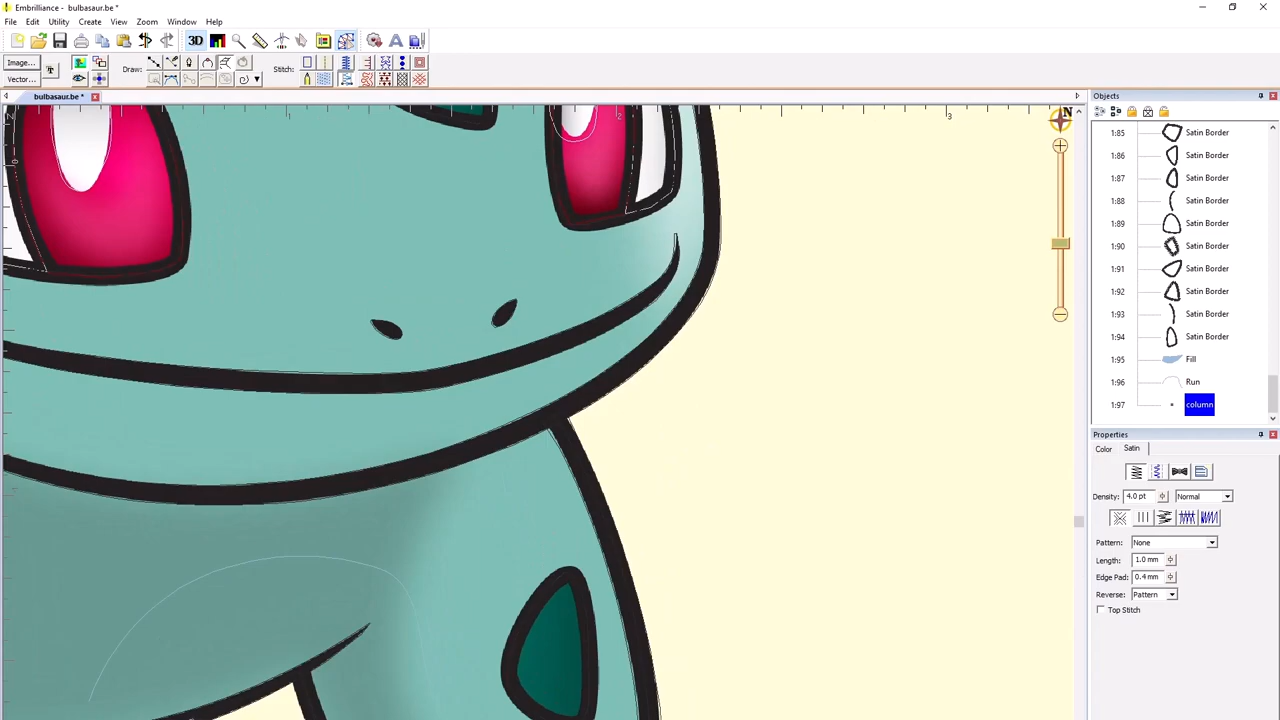 Embrilliance - bulbasaur.be *
File Edit Utility Create View Zoom Window Help
3D
Image... Draw: Stitch:
Vector...
bulbasaur.be *
1 2 3
N
Objects
1:85 Satin Border
1:86 Satin Border
1:87 Satin Border
1:88 Satin Border
1:89 Satin Border
1:90 Satin Border
1:91 Satin Border
1:92 Satin Border
1:93 Satin Border
1:94 Satin Border
1:95 Fill
1:96 Run
1:97 column
Properties
Color Satin
Density: 4.0 pt Normal
Pattern: None
Length: 1.0 mm
Edge Pad: 0.4 mm
Reverse: Pattern
Top Stitch